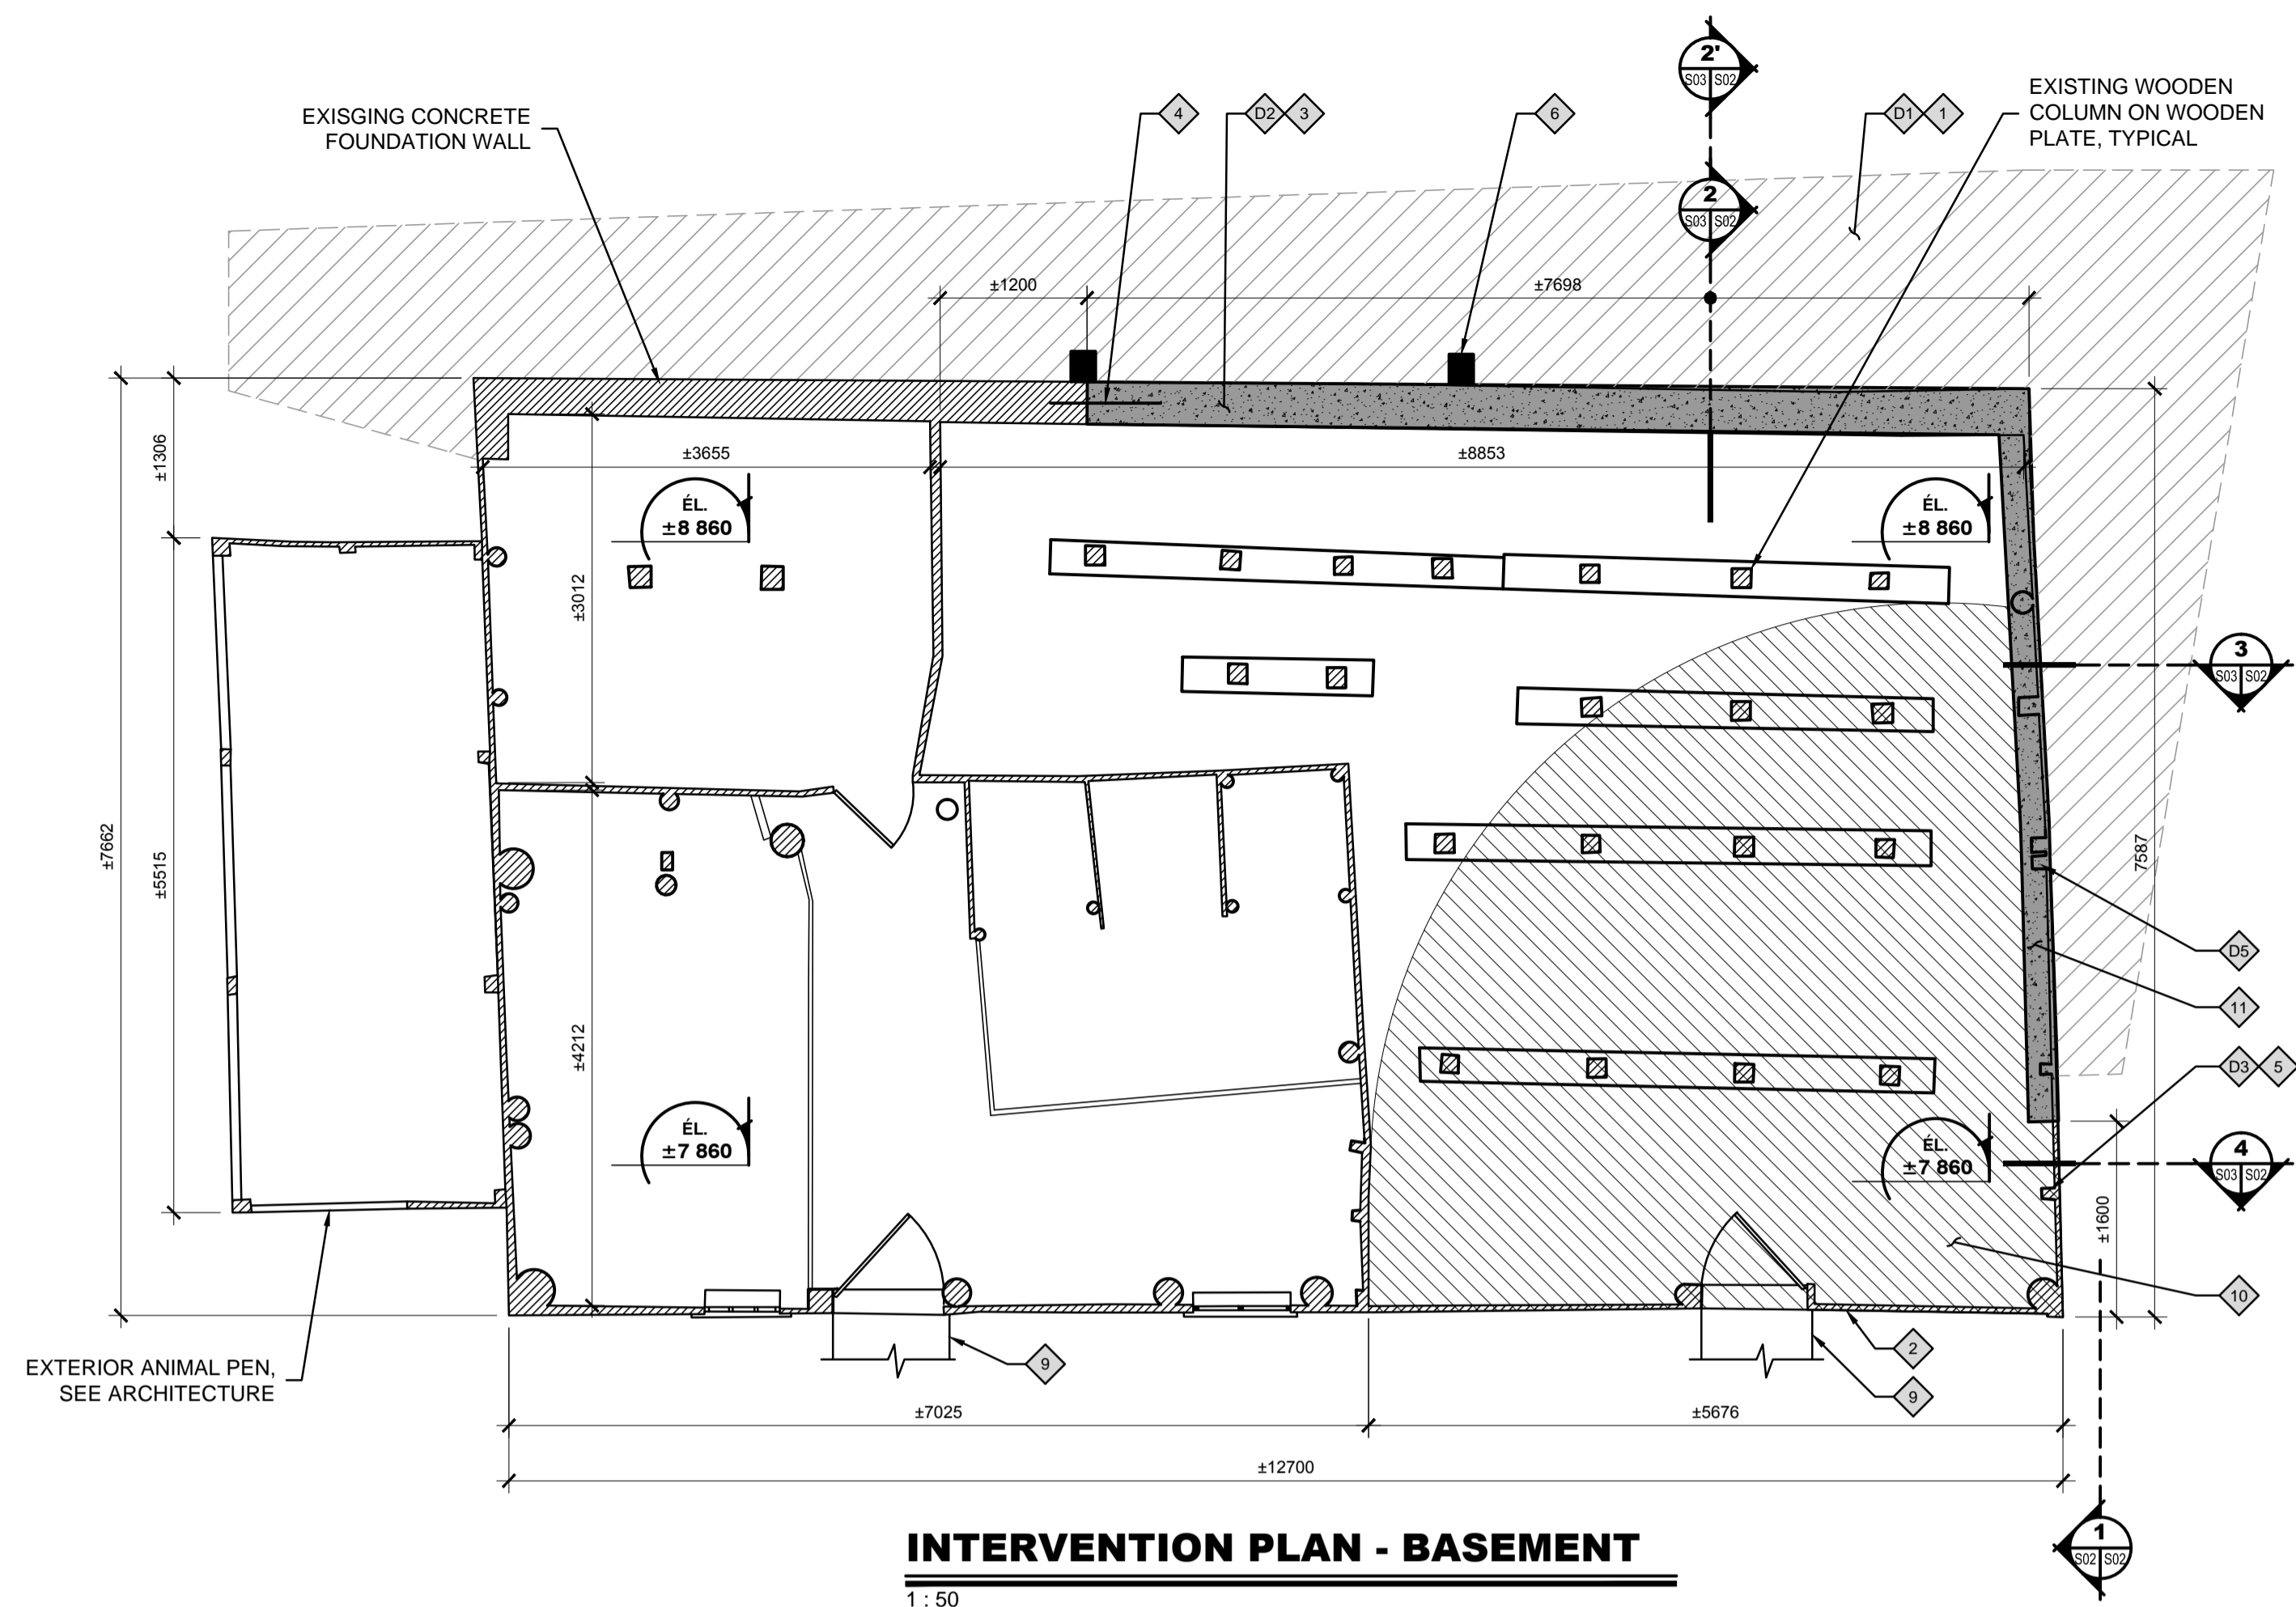 2'
S03 S02
EXISTING WOODEN
COLUMN ON WOODEN
PLATE, TYPICAL
EXISGING CONCRETE
FOUNDATION WALL
4
D2 3
6
D1 1
2
S03 S02
±1200
±7698
±3655
±8853
±1306
ÉL.
±8 860
ÉL.
±8 860
±3012
3
S03 S02
±7662
±5515
7587
D5
11
±4212
D3 5
ÉL.
±7 860
ÉL.
±7 860
4
S03 S02
±1600
10
EXTERIOR ANIMAL PEN,
SEE ARCHITECTURE
9
2
9
±7025
±5676
±12700
1
S02 S02
INTERVENTION PLAN - BASEMENT
1 : 50